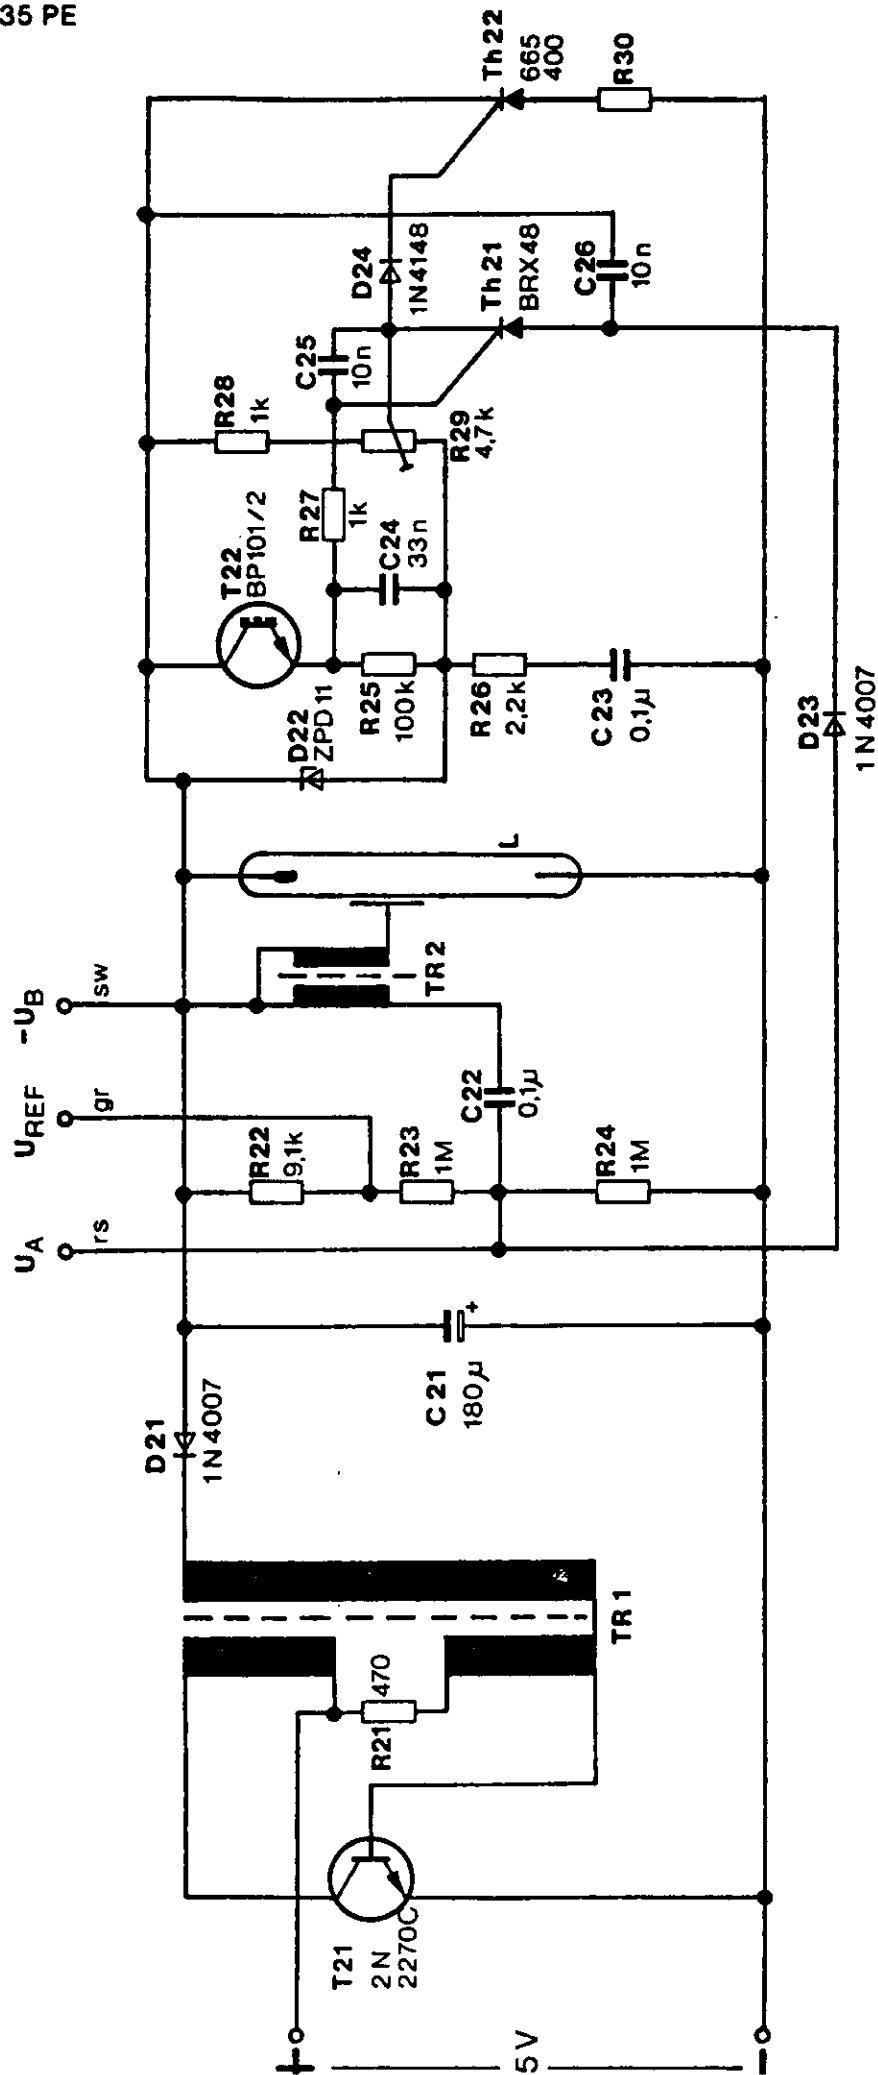 35 PE
+
5 V
−
T21
2N
2270C
R21
470
TR1
D21
1N4007
C21
180µ
+
UA
rs
UREF
gr
-UB
sw
R22
9,1k
R23
1M
R24
1M
C22
0,1µ
TR2
L
D22
ZPD11
T22
BP101/2
R25
100k
R26
2,2k
C23
0,1µ
C24
33n
R27
1k
R28
1k
R29
4,7k
C25
10n
D24
1N4148
Th21
BRX48
C26
10n
Th22
665
400
R30
D23
1N4007